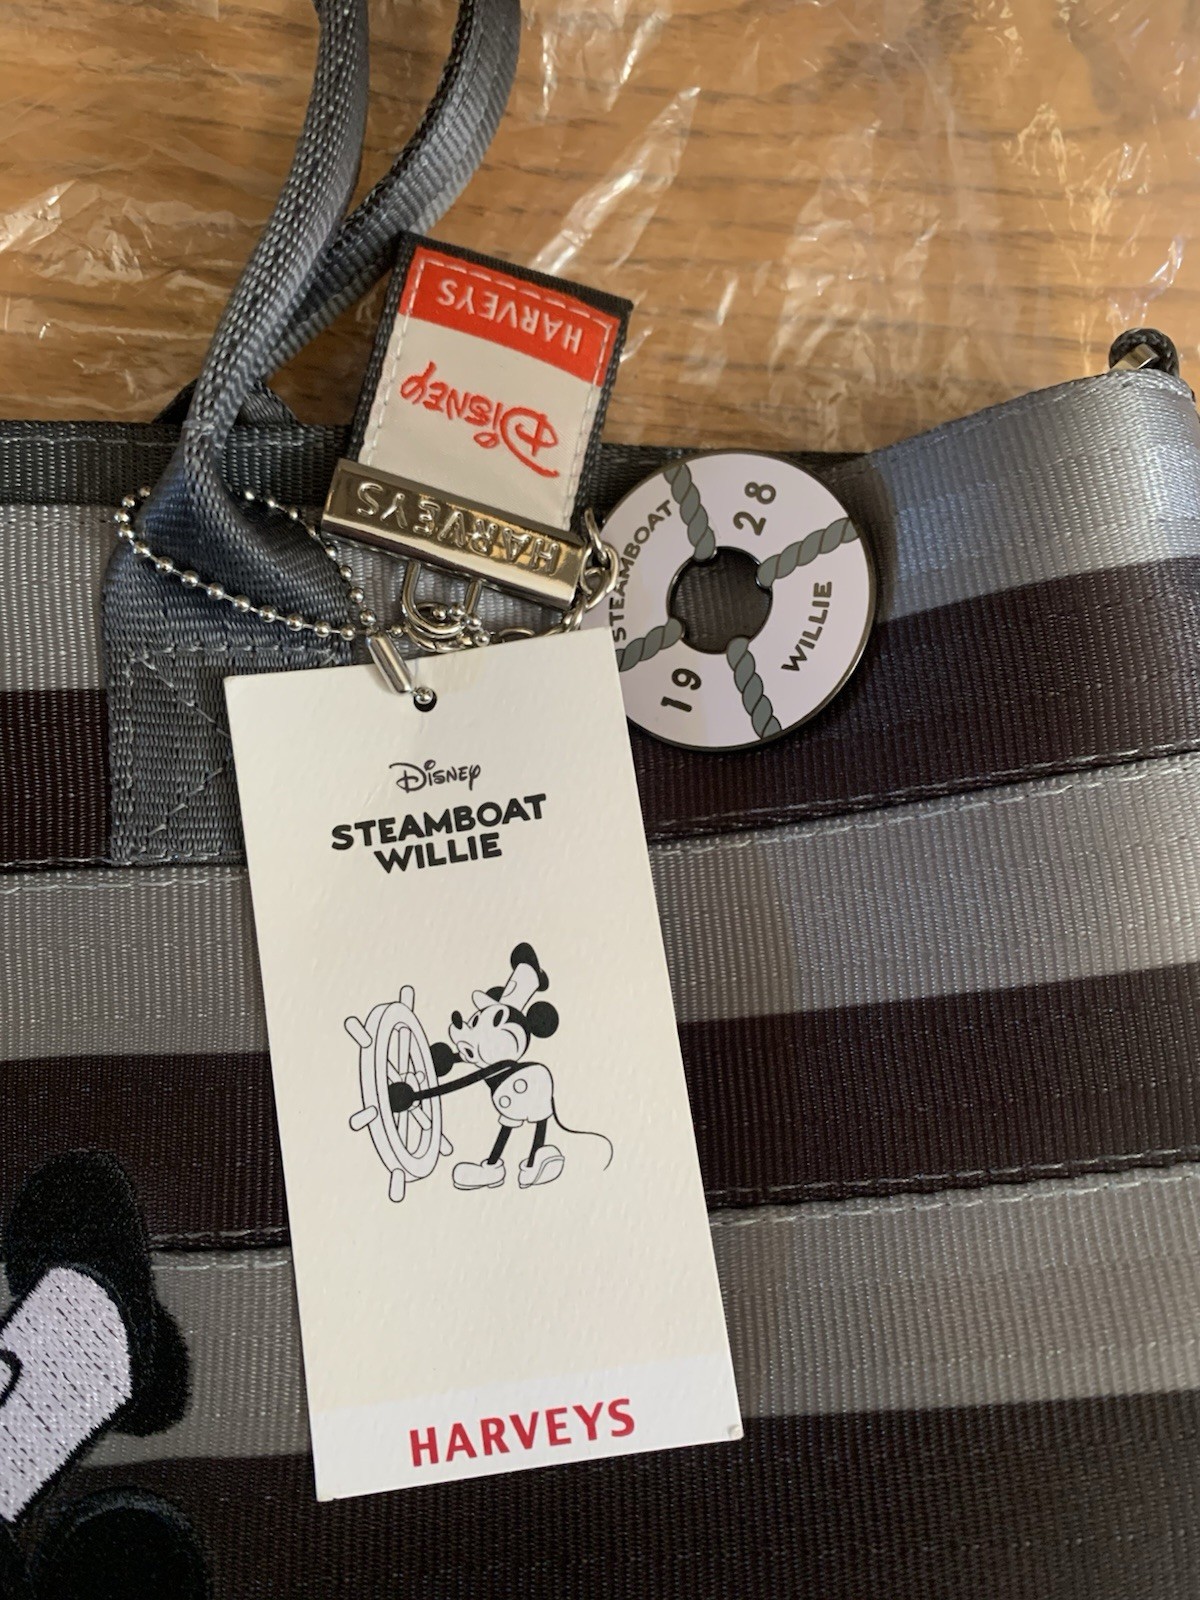 HARVEYS
Disney
HARVEYS
STEAMBOAT
19 28
WILLIE
Disney
STEAMBOAT
WILLIE
HARVEYS